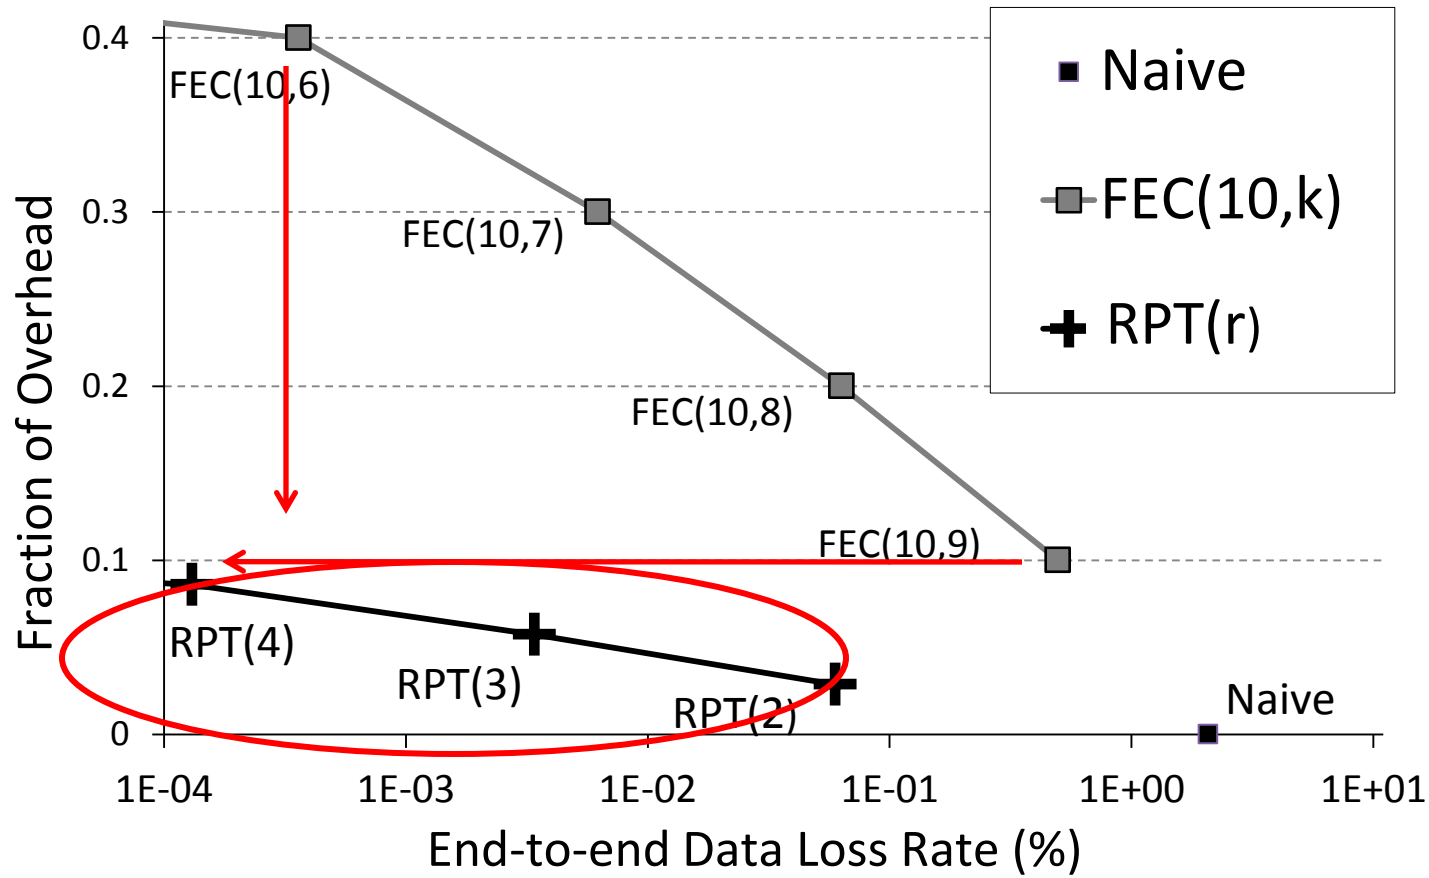 0.4
FEC(10,6)
Naive
FEC(10,k)
RPT(r)
0.3
FEC(10,7)
0.2
FEC(10,8)
0.1
FEC(10,9)
RPT(4)
RPT(3)
RPT(2)
Naive
0
1E-04 1E-03 1E-02 1E-01 1E+00 1E+01
End-to-end Data Loss Rate (%)
Fraction of Overhead